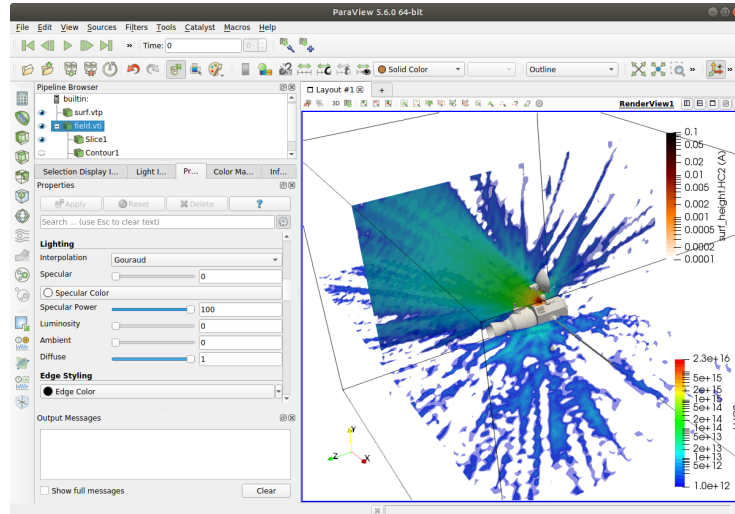 ParaView 5.6.0 64-bit
File Edit View Sources Filters Tools Catalyst Macros Help
Time: 0 0
Solid Color Outline
Pipeline Browser
builtin:
surf.vtp
field.vti
Slice1
Contour1
Selection Display I... Light I... Pr... Color Ma... Inf...
Properties
Apply Reset Delete ?
Search ... (use Esc to clear text)
Lighting
Interpolation Gouraud
Specular 0
Specular Color
Specular Power 100
Luminosity 0
Ambient 0
Diffuse 1
Edge Styling
Edge Color
Output Messages
Show full messages Clear
Layout #1 +
3D RenderView1
0.1
0.05
0.02
0.01
0.005
0.002
0.001
0.0005
0.0002
0.0001
surf_height.HC2 (A)
2.3e+16
5e+15
2e+15
1e+15
5e+14
2e+14
1e+14
5e+13
2e+13
1e+13
5e+12
1.0e+12
Y
Z X